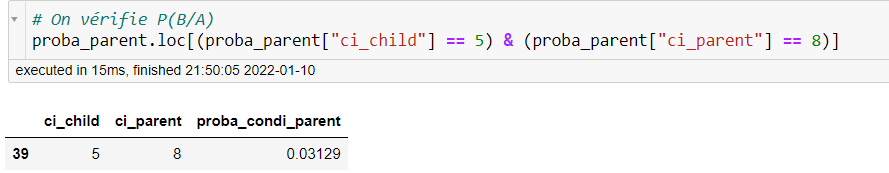 # On vérifie P(B/A)
proba_parent.loc[(proba_parent["ci_child"] == 5) & (proba_parent["ci_parent"] == 8)]
executed in 15ms, finished 21:50:05 2022-01-10
ci_child ci_parent proba_condi_parent
39 5 8 0.03129